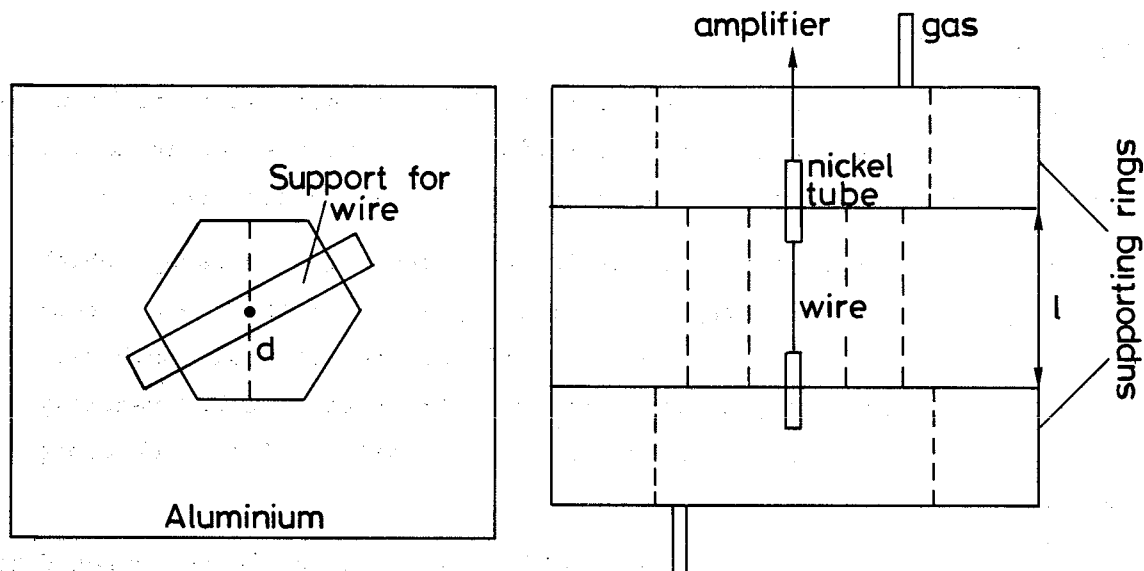 Support for
wire
d
Aluminium
amplifier
gas
nickel
tube
wire
l
supporting rings